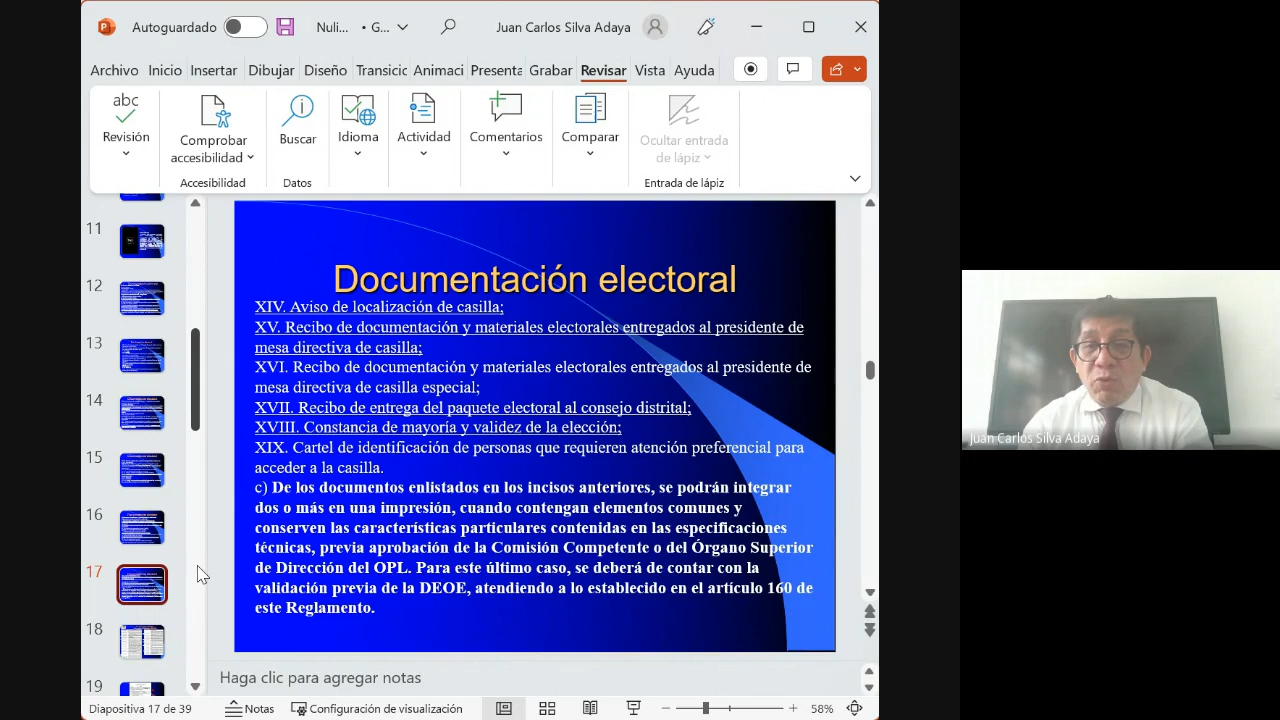 Autoguardado
Nuli... • G...
Juan Carlos Silva Adaya
Archivo Inicio Insertar Dibujar Diseño Transicic Animaci Presenta Grabar Revisar Vista Ayuda
abc
Revisión
Comprobar
accesibilidad
Accesibilidad
Buscar
Datos
Idioma
Actividad
Comentarios
Comparar
Ocultar entrada
de lápiz
Entrada de lápiz
11
12
13
14
15
16
17
18
19
Documentación electoral
XIV. Aviso de localización de casilla;
XV. Recibo de documentación y materiales electorales entregados al presidente de
mesa directiva de casilla;
XVI. Recibo de documentación y materiales electorales entregados al presidente de
mesa directiva de casilla especial;
XVII. Recibo de entrega del paquete electoral al consejo distrital;
XVIII. Constancia de mayoría y validez de la elección;
XIX. Cartel de identificación de personas que requieren atención preferencial para
acceder a la casilla.
c) De los documentos enlistados en los incisos anteriores, se podrán integrar
dos o más en una impresión, cuando contengan elementos comunes y
conserven las características particulares contenidas en las especificaciones
técnicas, previa aprobación de la Comisión Competente o del Órgano Superior
de Dirección del OPL. Para este último caso, se deberá de contar con la
validación previa de la DEOE, atendiendo a lo establecido en el artículo 160 de
este Reglamento.
Haga clic para agregar notas
Diapositiva 17 de 39
Notas
Configuración de visualización
58%
Juan Carlos Silva Adaya